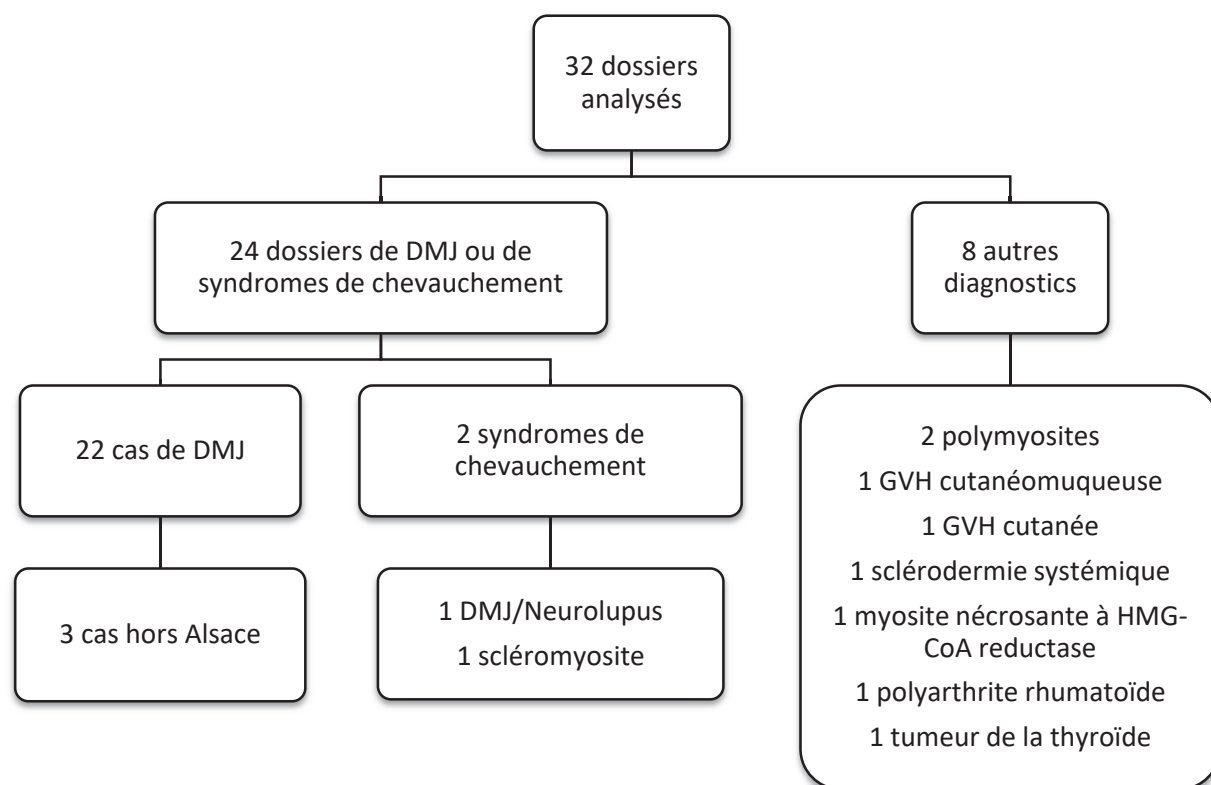 32 dossiers
analysés
24 dossiers de DMJ ou de
syndromes de chevauchement
8 autres
diagnostics
22 cas de DMJ
2 syndromes de
chevauchement
3 cas hors Alsace
1 DMJ/Neurolupus
1 scléromyosite
2 polymyosites
1 GVH cutanéomuqueuse
1 GVH cutanée
1 sclérodermie systémique
1 myosite nécrosante à HMG-
CoA reductase
1 polyarthrite rhumatoïde
1 tumeur de la thyroïde